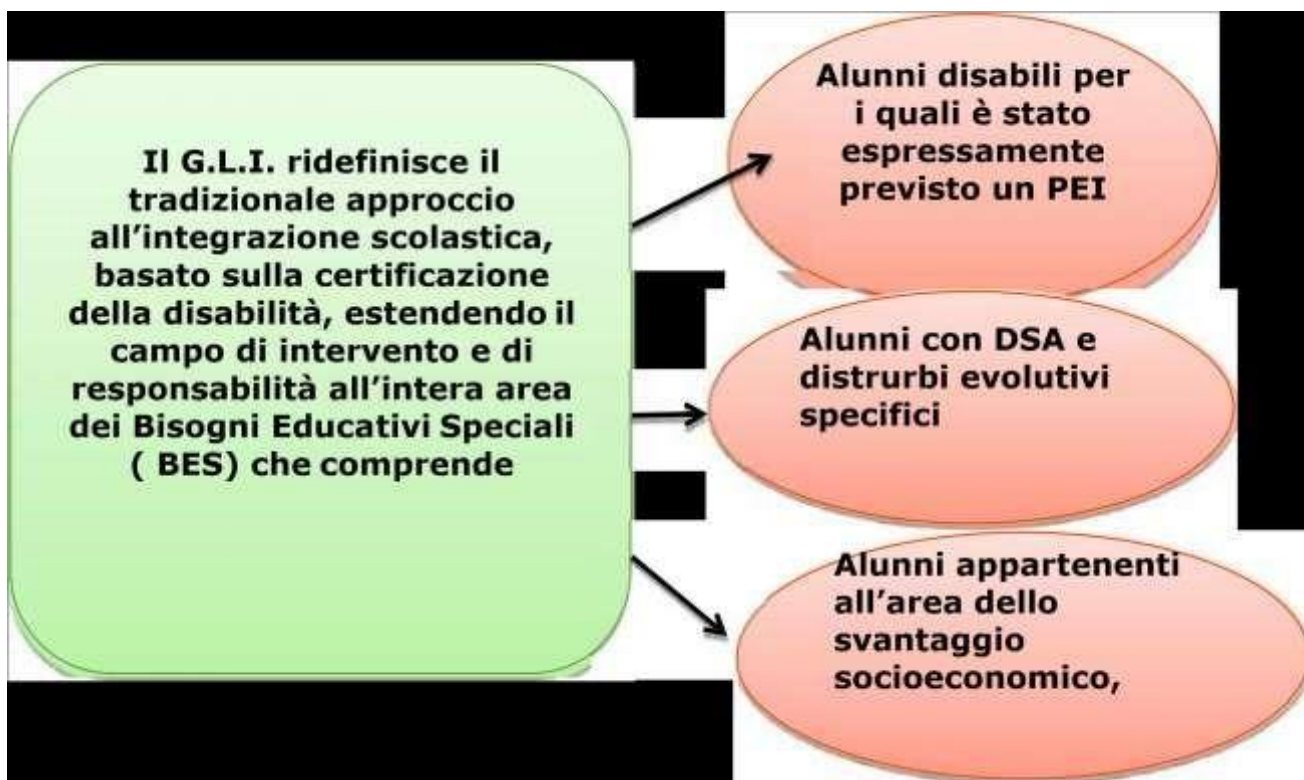 Il G.L.I. ridefinisce il
tradizionale approccio
all’integrazione scolastica,
basato sulla certificazione
della disabilità, estendendo il
campo di intervento e di
responsabilità all’intera area
dei Bisogni Educativi Speciali
( BES) che comprende
Alunni disabili per
i quali è stato
espressamente
previsto un PEI
Alunni con DSA e
distrurbi evolutivi
specifici
Alunni appartenenti
all’area dello
svantaggio
socioeconomico,